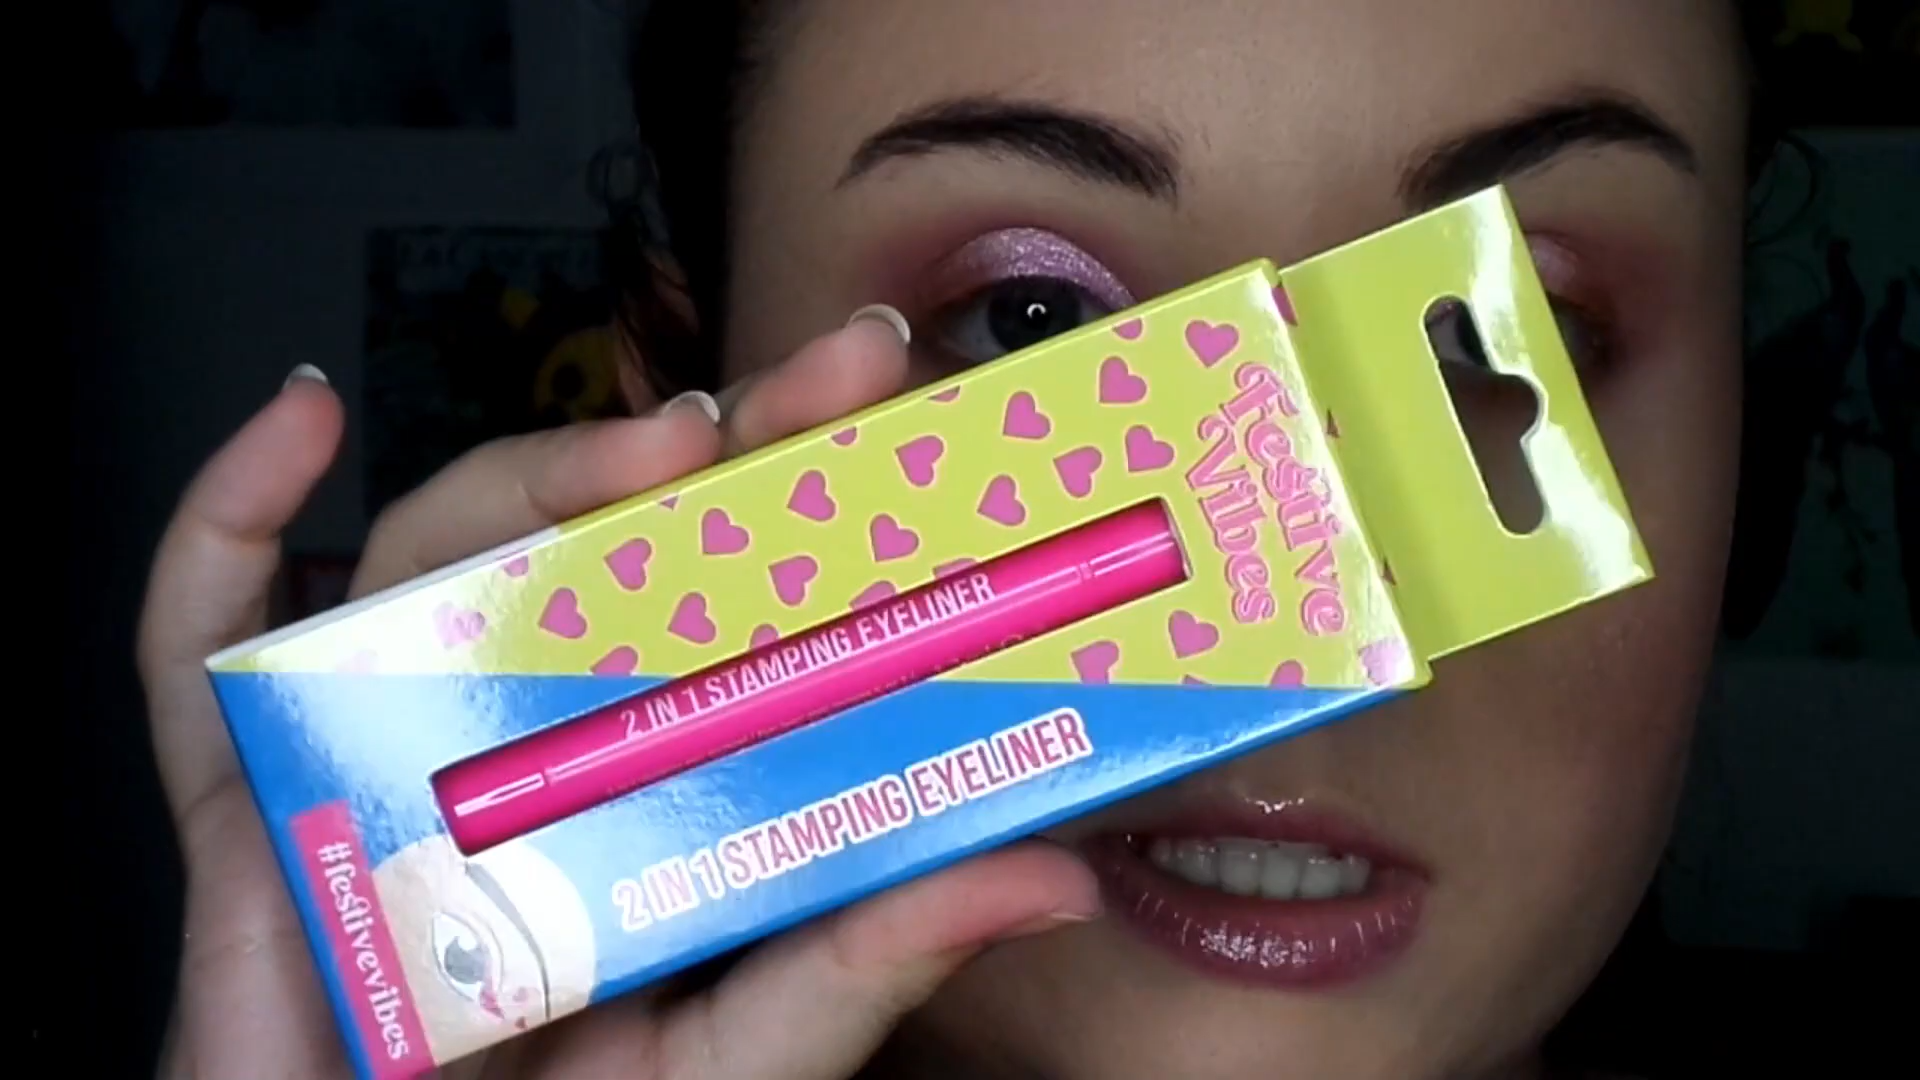 Festive
Vibes
2 IN 1 STAMPING EYELINER
2 IN 1 STAMPING EYELINER
#festivevibes